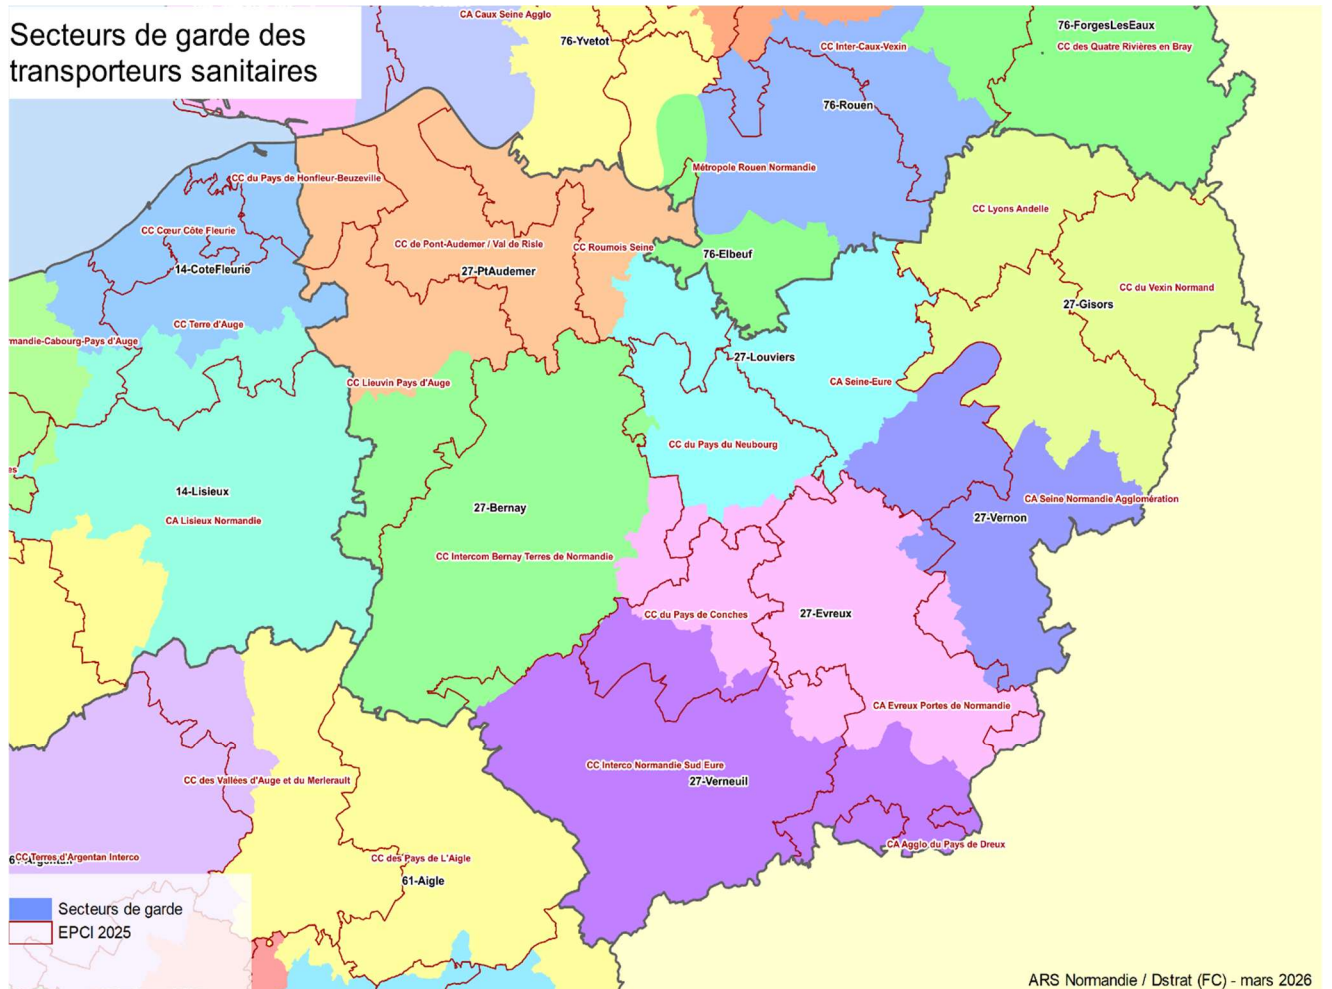 Secteurs de garde des
transporteurs sanitaires
CA Caux Seine Agglo
76-Yvetot
76-ForgesLesEaux
CC Inter-Caux-Vexin
CC des Quatre Rivières en Bray
76-Rouen
Métropole Rouen Normandie
CC du Pays de Honfleur-Beuzeville
CC Lyons Andelle
CC Cœur Côte Fleurie
CC de Pont-Audemer / Val de Risle
CC Roumois Seine
76-Elbeuf
14-CoteFleurie
27-PtAudemer
CC du Vexin Normand
27-Gisors
CC Terre d'Auge
rmandie-Cabourg-Pays d'Auge
27-Louviers
CC Lieuvin Pays d'Auge
CA Seine-Eure
CC du Pays du Neubourg
es
14-Lisieux
CA Seine Normandie Agglomération
27-Bernay
27-Vernon
CA Lisieux Normandie
CC Intercom Bernay Terres de Normandie
CC du Pays de Conches
27-Evreux
CA Evreux Portes de Normandie
CC Interco Normandie Sud Eure
27-Verneuil
CC des Vallées d'Auge et du Merlerault
CA Agglo du Pays de Dreux
CC Terres d'Argentan Interco
61-Argentan
CC des Pays de L'Aigle
61-Aigle
Secteurs de garde
EPCI 2025
ARS Normandie / Dstrat (FC) - mars 2026